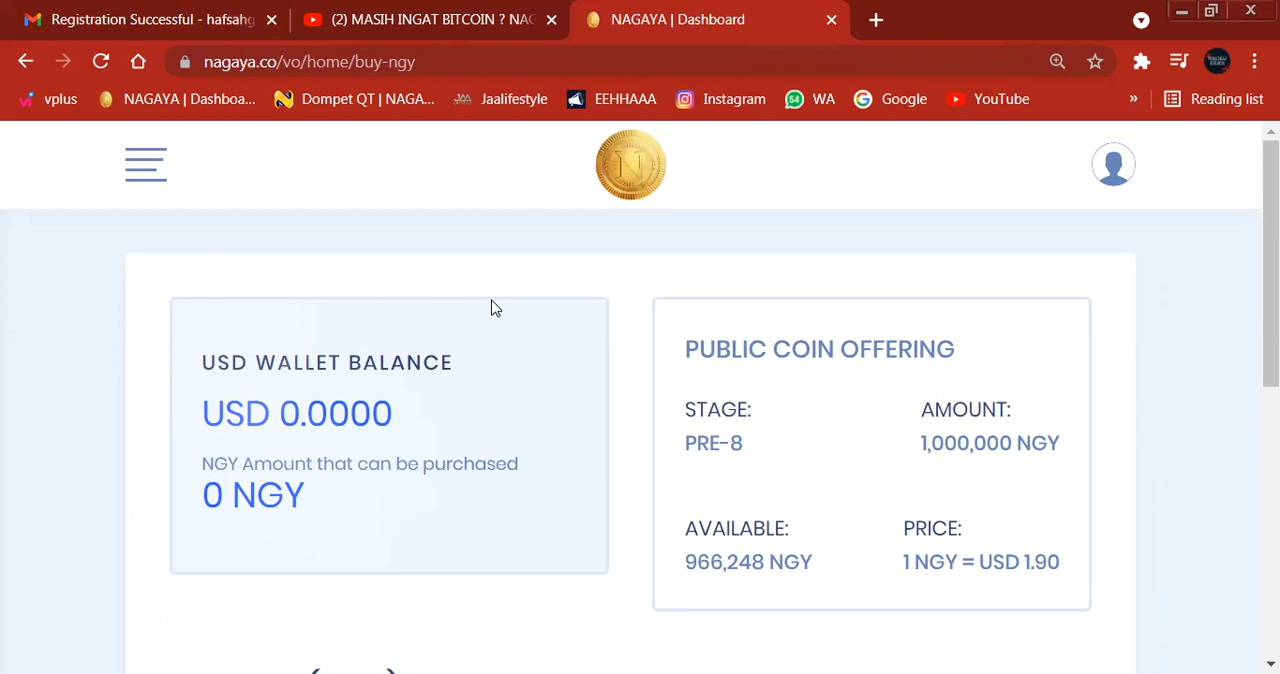 Registration Successful - hafsahg
(2) MASIH INGAT BITCOIN ? NAG
NAGAYA | Dashboard
nagaya.co/vo/home/buy-ngy
vplus
NAGAYA | Dashboa...
Dompet QT | NAGA...
Jaalifestyle
EEHHAAA
Instagram
WA
Google
YouTube
»
Reading list
N
USD WALLET BALANCE
USD 0.0000
NGY Amount that can be purchased
0 NGY
PUBLIC COIN OFFERING
STAGE:
AMOUNT:
PRE-8
1,000,000 NGY
AVAILABLE:
PRICE:
966,248 NGY
1 NGY = USD 1.90